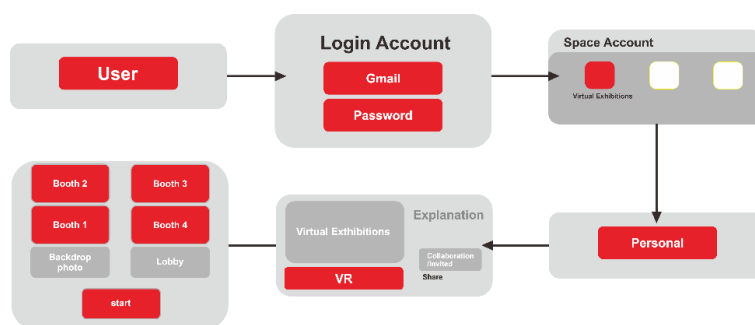 User
Login Account
Gmail
Password
Space Account
Virtual Exhibitions
Personal
Explanation
Virtual Exthibitions
Collaboration
/Invited
Share
VR
Booth 2
Booth 3
Booth 1
Booth 4
Backdrop
photo
Lobby
start